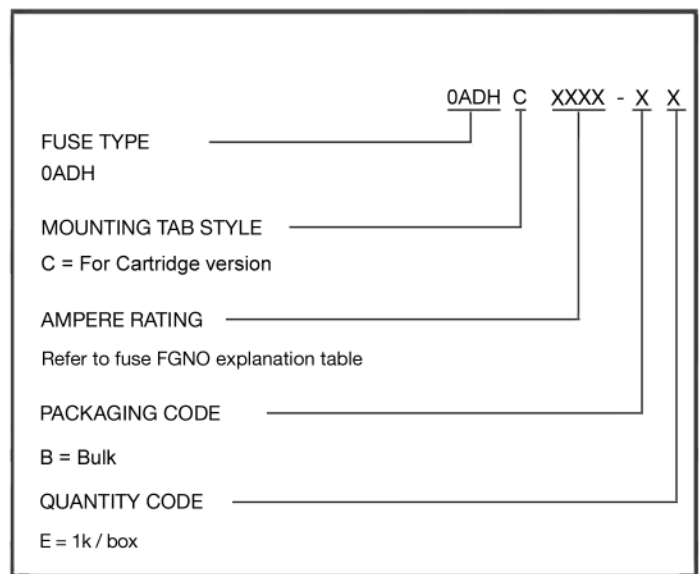 0ADH C XXXX - X X
FUSE TYPE
0ADH
MOUNTING TAB STYLE
C = For Cartridge version
AMPERE RATING
Refer to fuse FGNO explanation table
PACKAGING CODE
B = Bulk
QUANTITY CODE
E = 1k / box